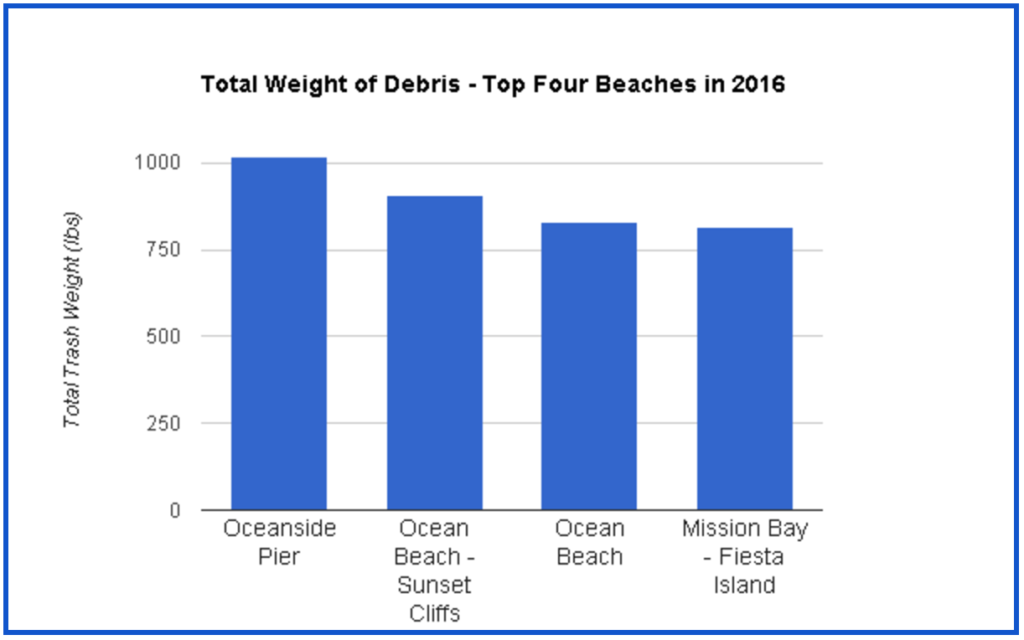 Total Weight of Debris - Top Four Beaches in 2016
Total Trash Weight (lbs)
1000
750
500
250
0
Oceanside
Pier
Ocean
Beach -
Sunset
Cliffs
Ocean
Beach
Mission Bay
- Fiesta
Island